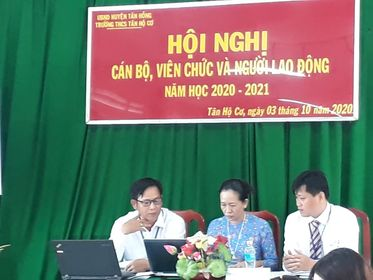 UBND HUYỆN TÂN HỒNG
TRƯỜNG THCS TÂN HỘ CƠ
HỘI NGHỊ
CÁN BỘ, VIÊN CHỨC VÀ NGƯỜI LAO ĐỘNG
NĂM HỌC 2020 - 2021
Tân Hộ Cơ, ngày 03 tháng 10 năm 2020